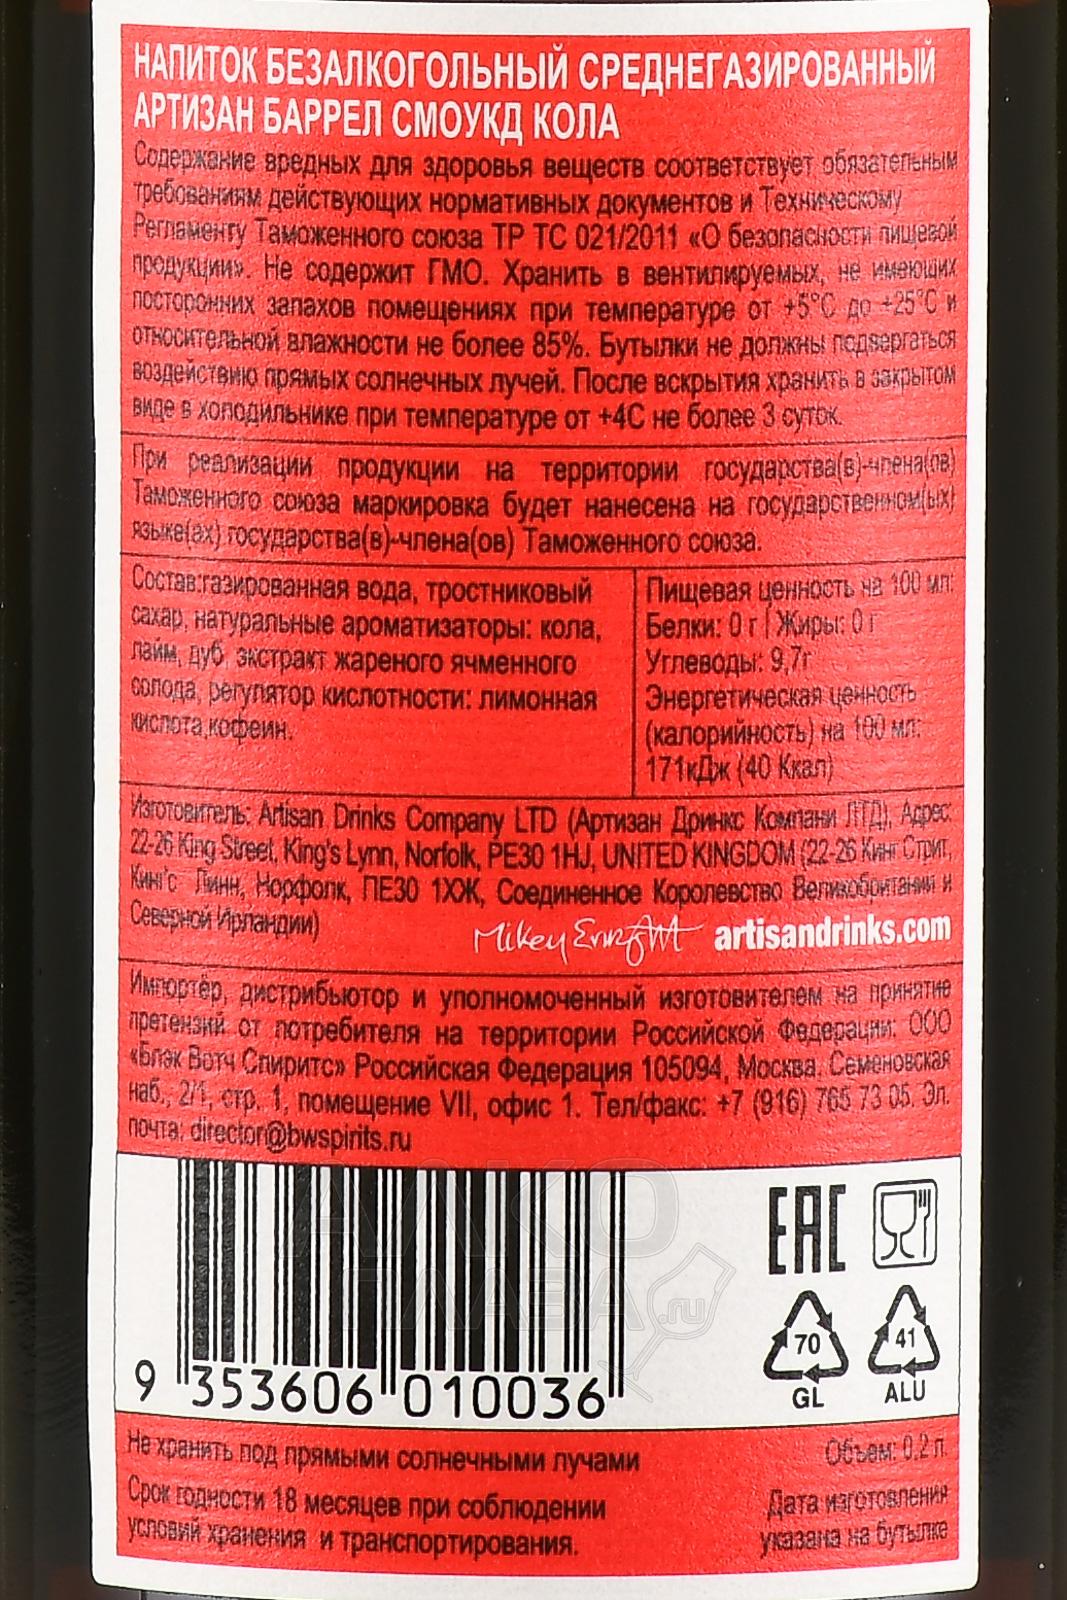 НАПИТОК БЕЗАЛКОГОЛЬНЫЙ СРЕДНЕГАЗИРОВАННЫЙ
АРТИЗАН БАРРЕЛ СМОУКД КОЛА
Содержание вредных для здоровья веществ соответствует обязательным
требованиям действующих нормативных документов и Техническому
Регламенту Таможенного союза ТР ТС 021/2011 «О безопасности пищевой
продукции». Не содержит ГМО. Хранить в вентилируемых, не имеющих
посторонних запахов помещениях при температуре от +5°С до +25°С и
относительной влажности не более 85%. Бутылки не должны подвергаться
воздействию прямых солнечных лучей. После вскрытия хранить в закрытом
виде в холодильнике при температуре от +4С не более 3 суток.
При реализации продукции на территории государства(в)-члена(ов)
Таможенного союза маркировка будет нанесена на государственном(ых)
языке(ах) государства(в)-члена(ов) Таможенного союза.
Состав:газированная вода, тростниковый
сахар, натуральные ароматизаторы: кола,
лайм, дуб, экстракт жареного ячменного
солода, регулятор кислотности: лимонная
кислота,кофеин.
Пищевая ценность на 100 мл:
Белки: 0 г | Жиры: 0 г
Углеводы: 9,7г
Энергетическая ценность
(калорийность) на 100 мл:
171кДж (40 Ккал)
Изготовитель: Artisan Drinks Company LTD (Артизан Дринкс Компани ЛТД), Адрес:
22-26 King Street, King's Lynn, Norfolk, PE30 1HJ, UNITED KINGDOM (22-26 Кинг Стрит,
Кинг'с Линн, Норфолк, ПЕ30 1ХЖ, Соединенное Королевство Великобритании и
Северной Ирландии)
Mikey artisandrinks.com
Импортёр, дистрибьютор и уполномоченный изготовителем на принятие
претензий от потребителя на территории Российской Федерации: ООО
«Блэк Вотч Спиритс» Российская Федерация 105094, Москва. Семеновская
наб., 2/1, стр. 1, помещение VII, офис 1. Тел/факс: +7 (916) 765 73 05. Эл.
почта: director@bwspirits.ru
АЛКО
ГЛАВА.ru
EAC
70
GL
41
ALU
9 353606 010036
Не хранить под прямыми солнечными лучами
Срок годности 18 месяцев при соблюдении
условий хранения и транспортирования.
Объем: 0,2 л.
Дата изготовления
указана на бутылке